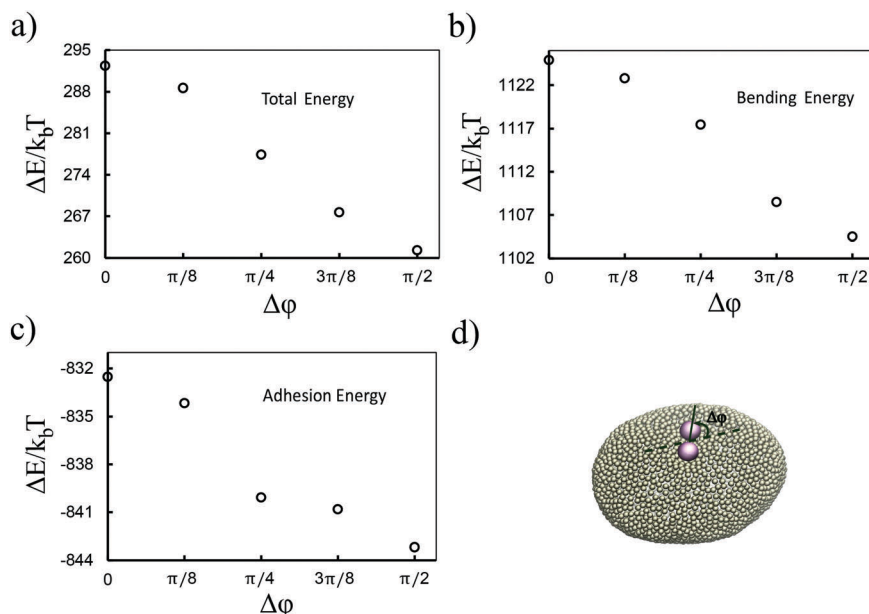 a)
295
288
281
274
267
260
ΔE/k_bT
Total Energy
0 π/8 π/4 3π/8 π/2
Δφ
b)
1122
1117
1112
1107
1102
ΔE/k_bT
Bending Energy
0 π/8 π/4 3π/8 π/2
Δφ
c)
-832
-835
-838
-841
-844
ΔE/k_bT
Adhesion Energy
0 π/8 π/4 3π/8 π/2
Δφ
d)
Δφ